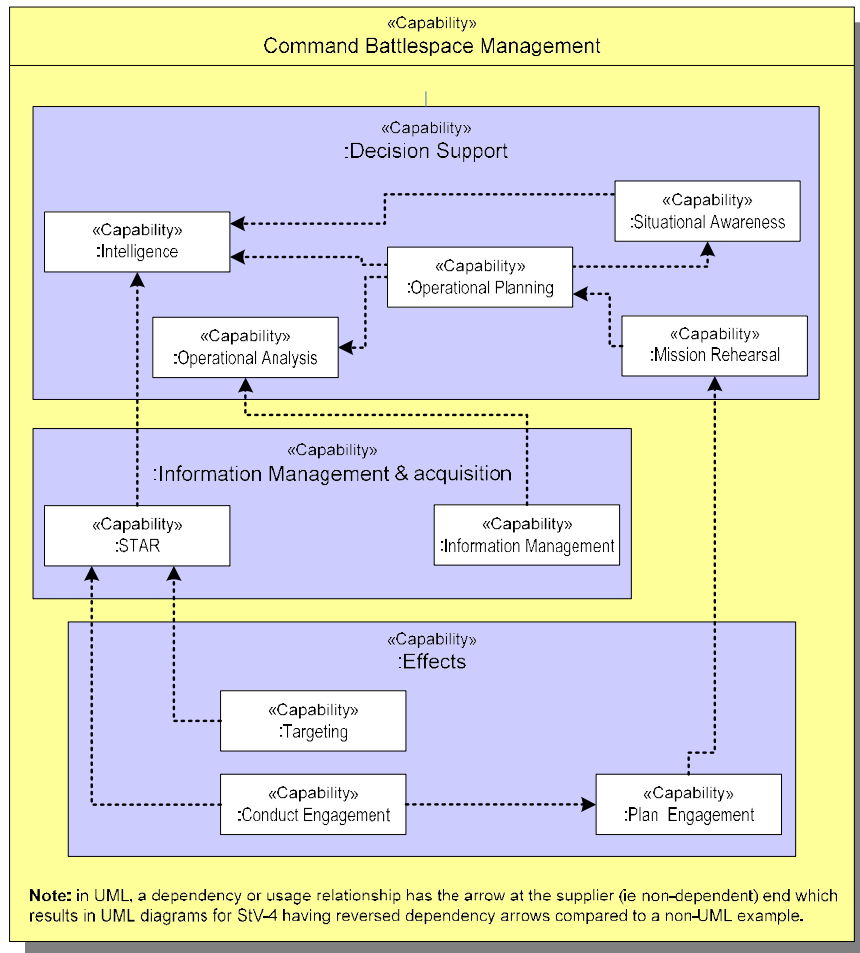 «Capability»
Command Battlespace Management
«Capability»
:Decision Support
«Capability»
:Situational Awareness
«Capability»
:Intelligence
«Capability»
:Operational Planning
«Capability»
:Operational Analysis
«Capability»
:Mission Rehearsal
«Capability»
:Information Management & acquisition
«Capability»
:STAR
«Capability»
:Information Management
«Capability»
:Effects
«Capability»
:Targeting
«Capability»
:Conduct Engagement
«Capability»
:Plan Engagement
Note: in UML, a dependency or usage relationship has the arrow at the supplier (ie non-dependent) end which
results in UML diagrams for StV-4 having reversed dependency arrows compared to a non-UML example.